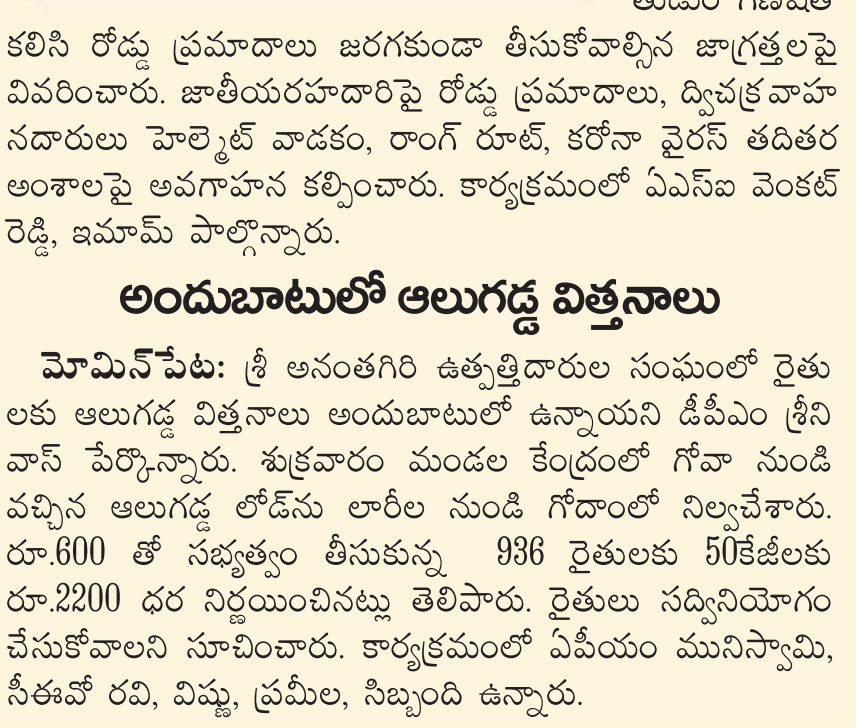 కలిసి రోడ్డు ప్రమాదాలు జరగకుండా తీసుకోవాల్సిన జాగ్రత్తలపై
వివరించారు. జాతీయరహదారిపై రోడ్డు ప్రమాదాలు, ద్విచక్రవాహ
నదారులు హెల్మెట్ వాడకం, రాంగ్ రూట్, కరోనా వైరస్ తదితర
అంశాలపై అవగాహన కల్పించారు. కార్యక్రమంలో ఏఎస్ఐ వెంకట్
రెడ్డి, ఇమామ్ పాల్గొన్నారు.
అందుబాటులో ఆలుగడ్డ విత్తనాలు
మోమిన్‌పేట: శ్రీ అనంతగిరి ఉత్పత్తిదారుల సంఘంలో రైతు
లకు ఆలుగడ్డ విత్తనాలు అందుబాటులో ఉన్నాయని డీపీఎం శ్రీని
వాస్ పేర్కొన్నారు. శుక్రవారం మండల కేంద్రంలో గోవా నుండి
వచ్చిన ఆలుగడ్డ లోడ్‌ను లారీల నుండి గోదాంలో నిల్వచేశారు.
రూ.600 తో సభ్యత్వం తీసుకున్న 936 రైతులకు 50కేజీలకు
రూ.2200 ధర నిర్ణయించినట్లు తెలిపారు. రైతులు సద్వినియోగం
చేసుకోవాలని సూచించారు. కార్యక్రమంలో ఏపీయం మునిస్వామి,
సీఈవో రవి, విష్ణు, ప్రమీల, సిబ్బంది ఉన్నారు.